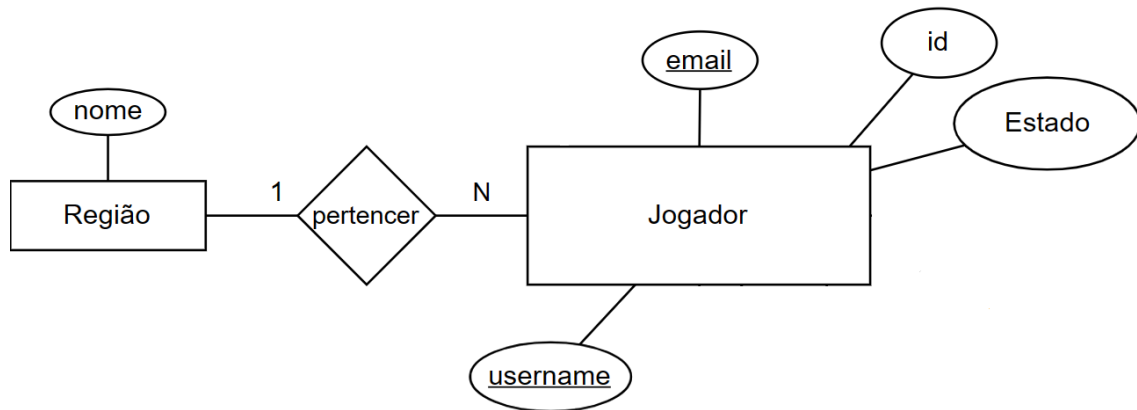 email
id
nome
Estado
Região
1
pertencer
N
Jogador
username